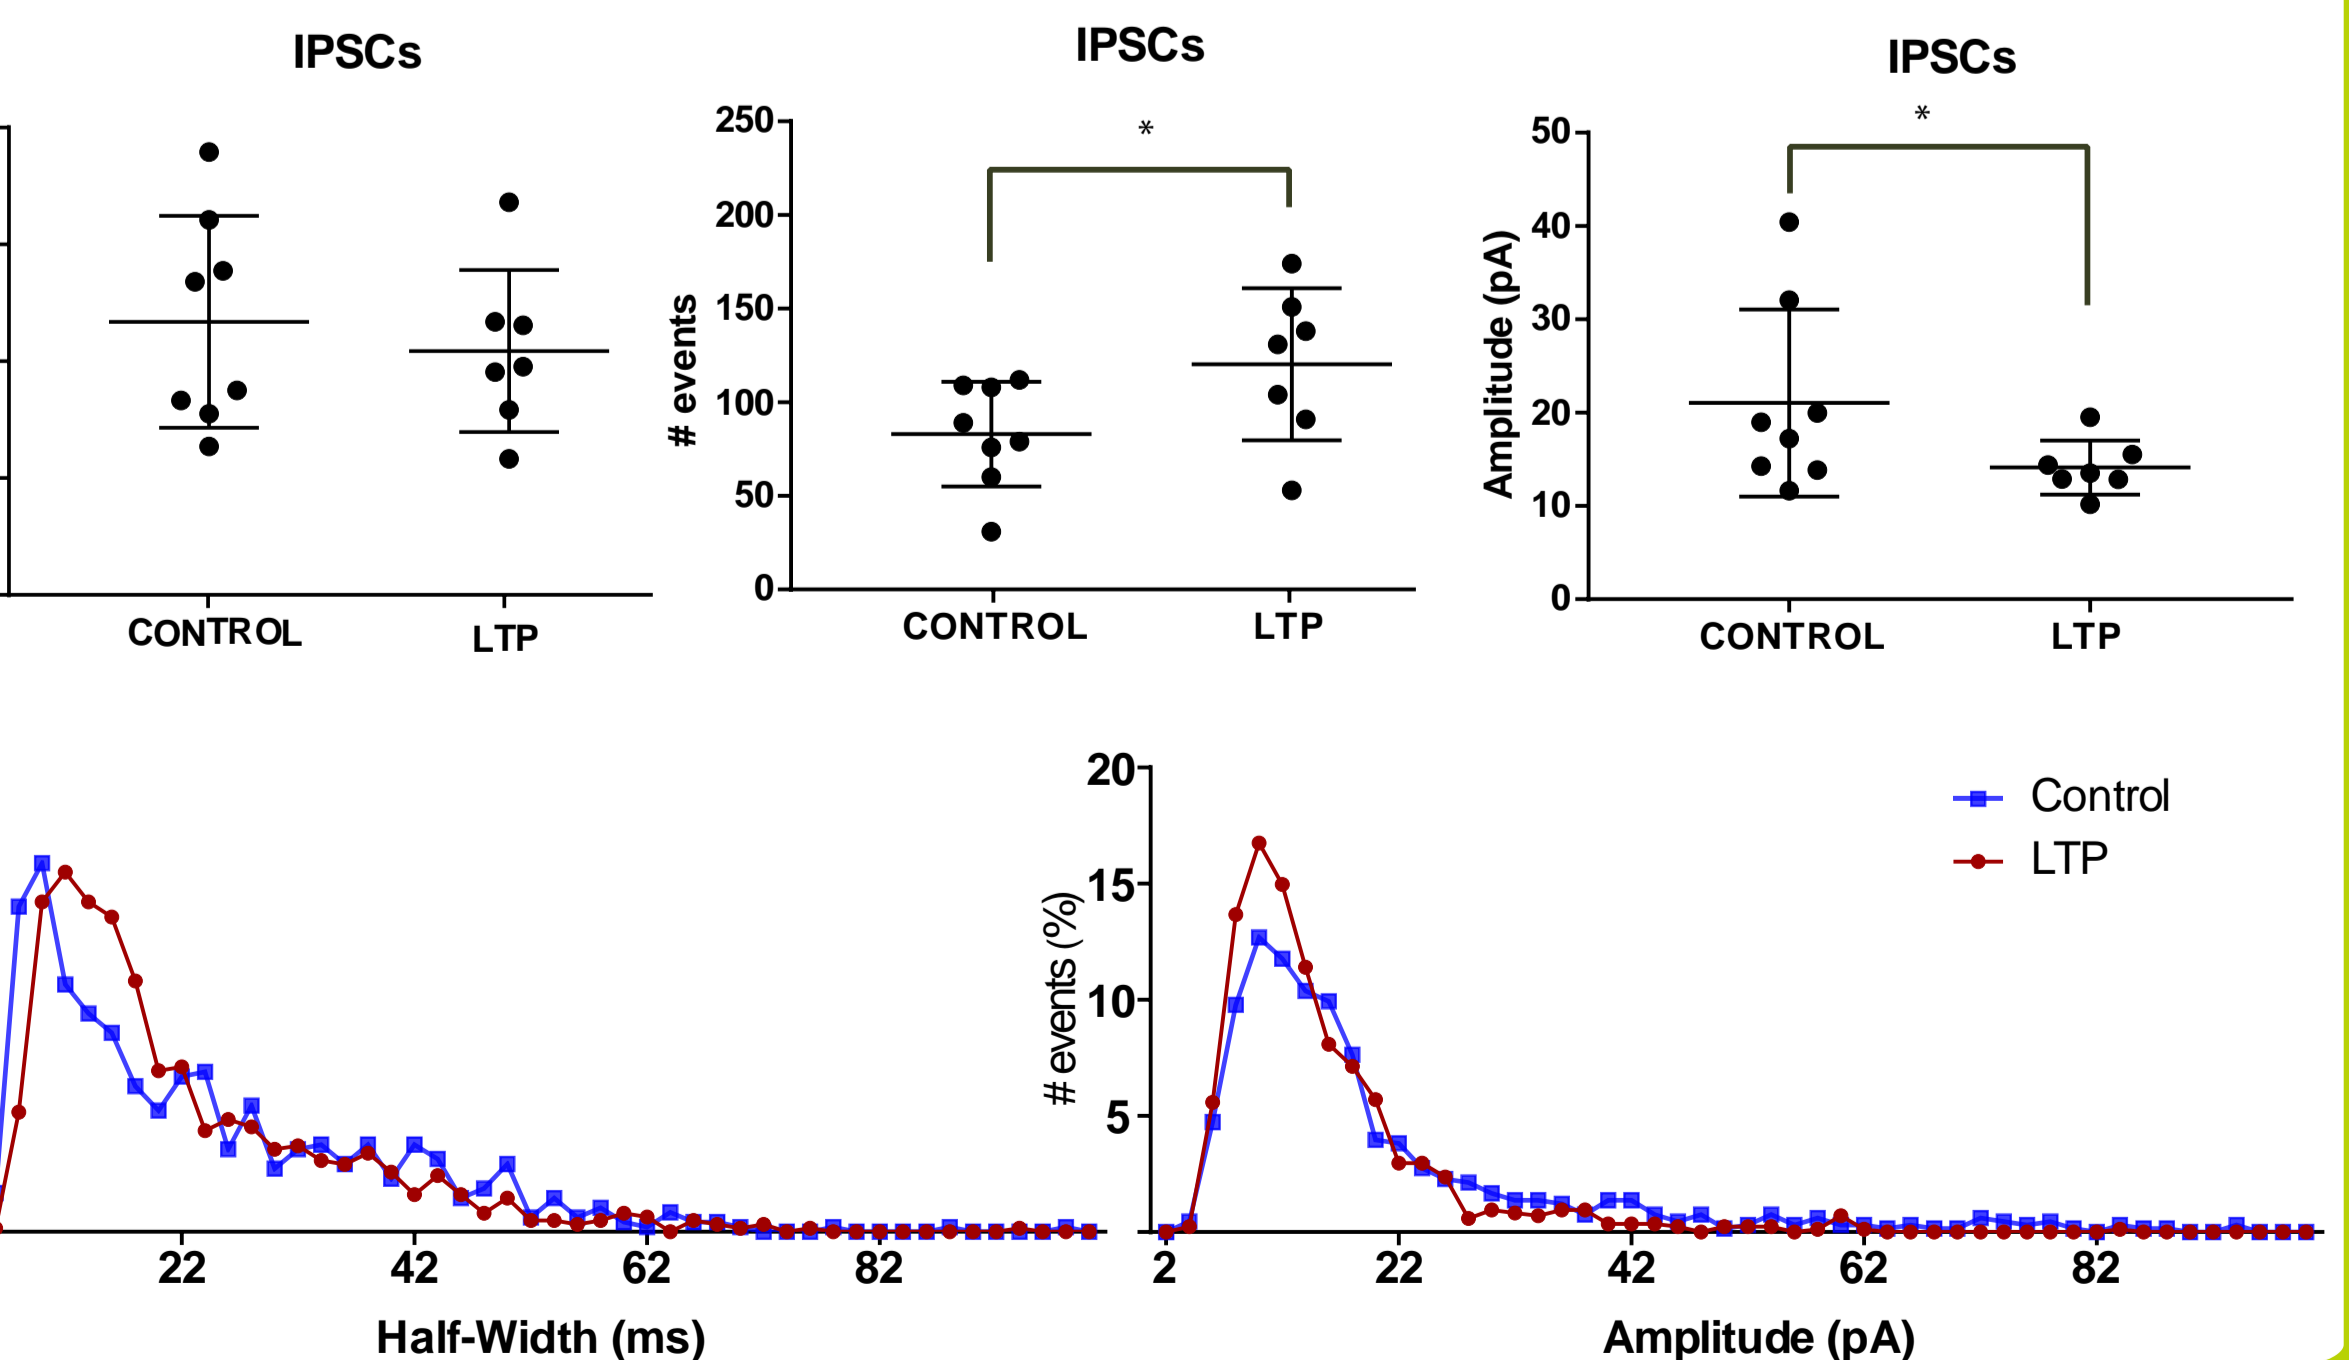 IPSCs
CONTROL
LTP
IPSCs
*
# events
250
200
150
100
50
0
CONTROL
LTP
IPSCs
*
Amplitude (pA)
50
40
30
20
10
0
CONTROL
LTP
22
42
62
82
Half-Width (ms)
# events (%)
20
15
10
5
2
22
42
62
82
Amplitude (pA)
Control
LTP